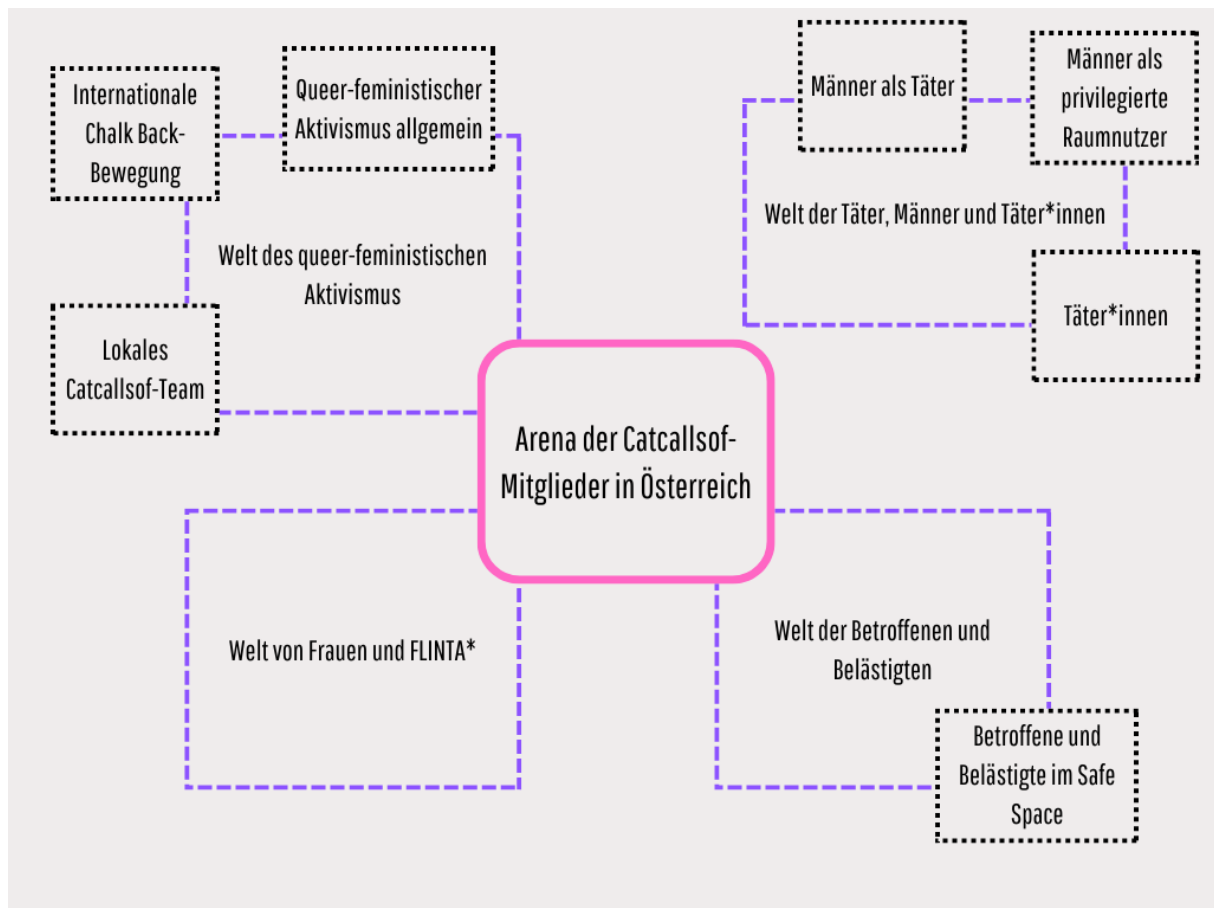 Internationale
Chalk Back-
Bewegung
Queer-feministischer
Aktivismus allgemein
Männer als Täter
Männer als
privilegierte
Raumnutzer
Welt des queer-feministischen
Aktivismus
Welt der Täter, Männer und Täter*innen
Lokales
Catcallsof-Team
Täter*innen
Arena der Catcallsof-
Mitglieder in Österreich
Welt von Frauen und FLINTA*
Welt der Betroffenen und
Belästigten
Betroffene und
Belästigte im Safe
Space